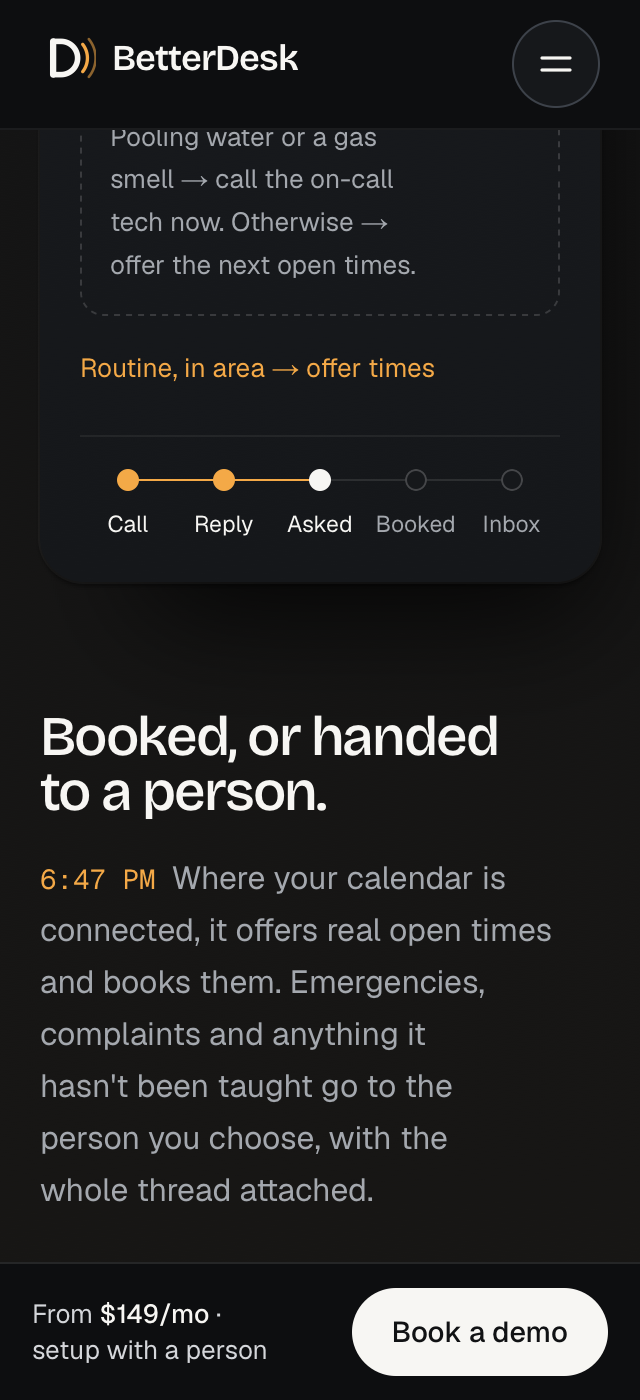 BetterDesk
Pooling water or a gas
smell → call the on-call
tech now. Otherwise →
offer the next open times.
Routine, in area → offer times
Call Reply Asked Booked Inbox
Booked, or handed
to a person.
6:47 PM Where your calendar is
connected, it offers real open times
and books them. Emergencies,
complaints and anything it
hasn't been taught go to the
person you choose, with the
whole thread attached.
From $149/mo ·
setup with a person
Book a demo